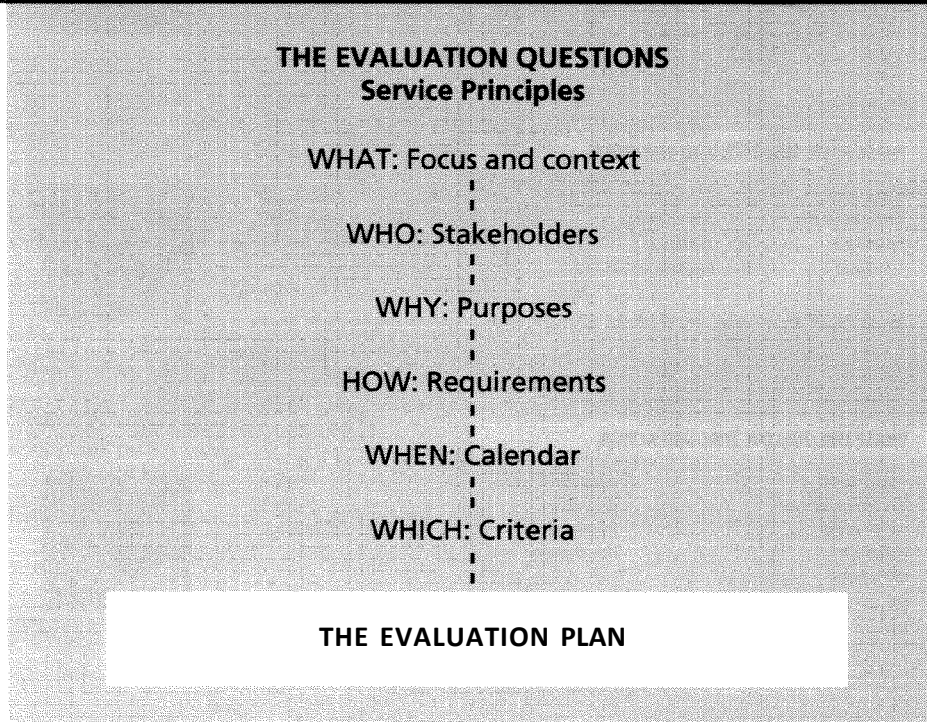 THE EVALUATION QUESTIONS
Service Principles
WHAT: Focus and context
WHO: Stakeholders
WHY: Purposes
HOW: Requirements
WHEN: Calendar
WHICH: Criteria
THE EVALUATION PLAN